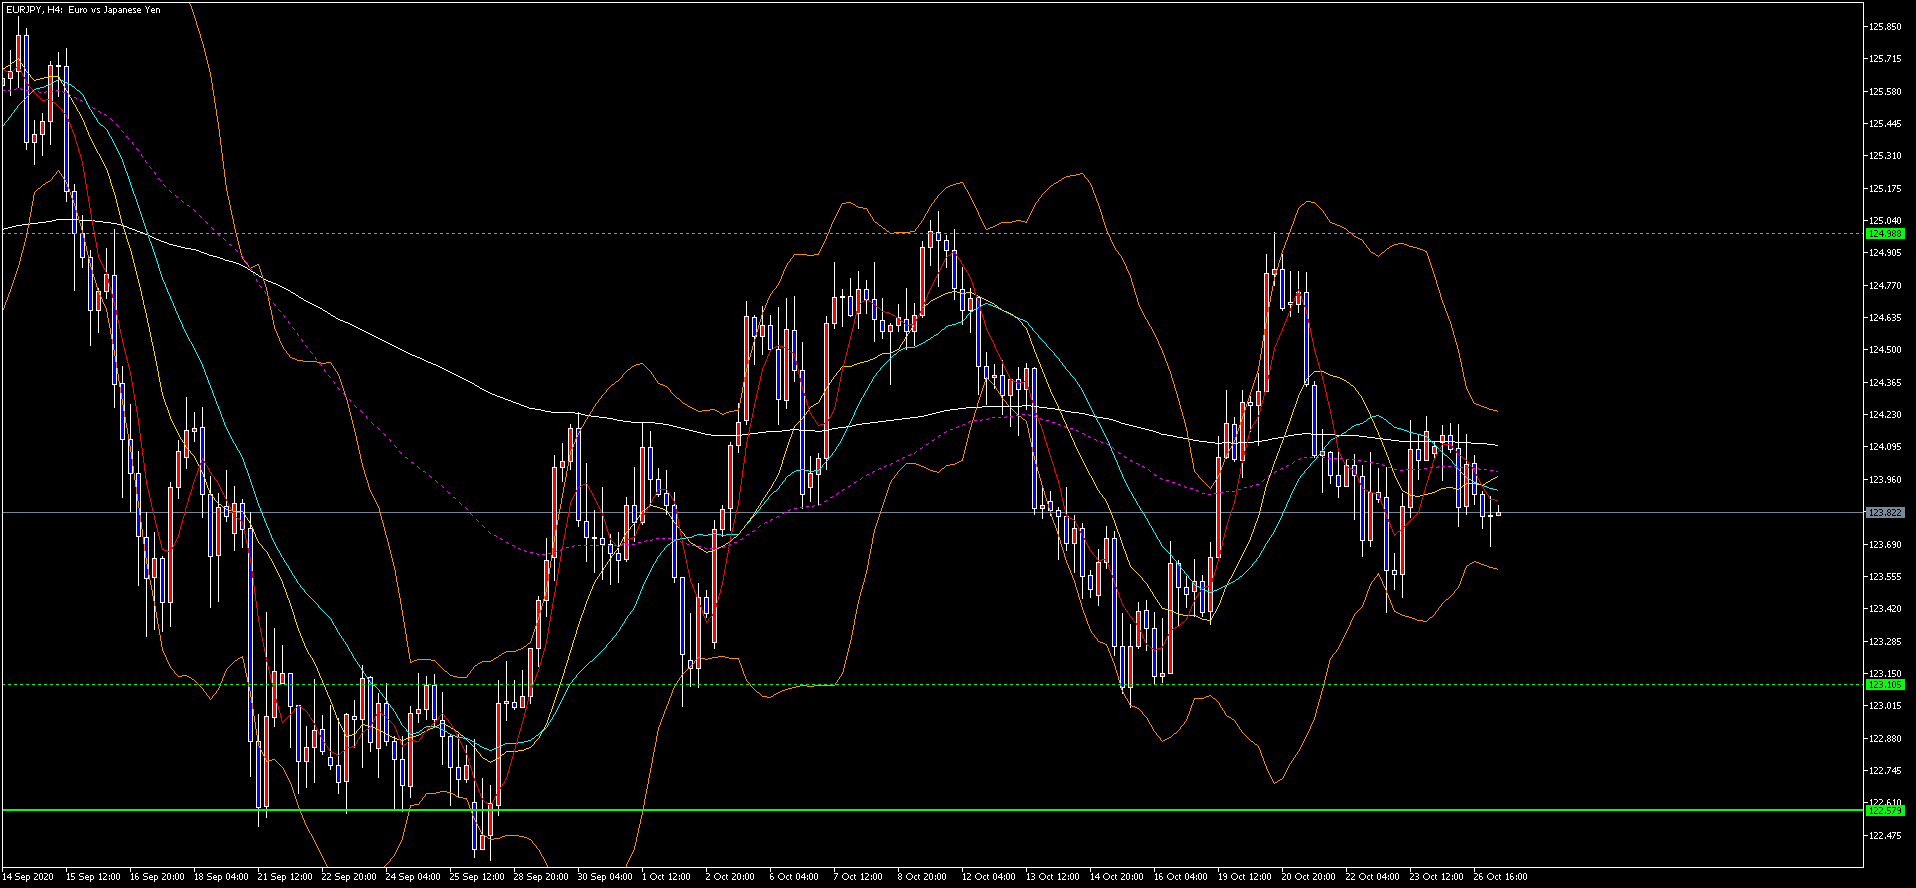 EURJPY, H4: Euro vs Japanese Yen
125.850
125.715
125.580
125.445
125.310
125.175
125.040
124.988
124.905
124.770
124.635
124.500
124.365
124.230
124.095
123.960
123.822
123.690
123.555
123.420
123.285
123.150
123.105
123.015
122.880
122.745
122.610
122.579
122.475
14 Sep 2020
15 Sep 12:00
16 Sep 20:00
18 Sep 04:00
21 Sep 12:00
22 Sep 20:00
24 Sep 04:00
25 Sep 12:00
28 Sep 20:00
30 Sep 04:00
1 Oct 12:00
2 Oct 20:00
6 Oct 04:00
7 Oct 12:00
8 Oct 20:00
12 Oct 04:00
13 Oct 12:00
14 Oct 20:00
16 Oct 04:00
19 Oct 12:00
20 Oct 20:00
22 Oct 04:00
23 Oct 12:00
26 Oct 16:00